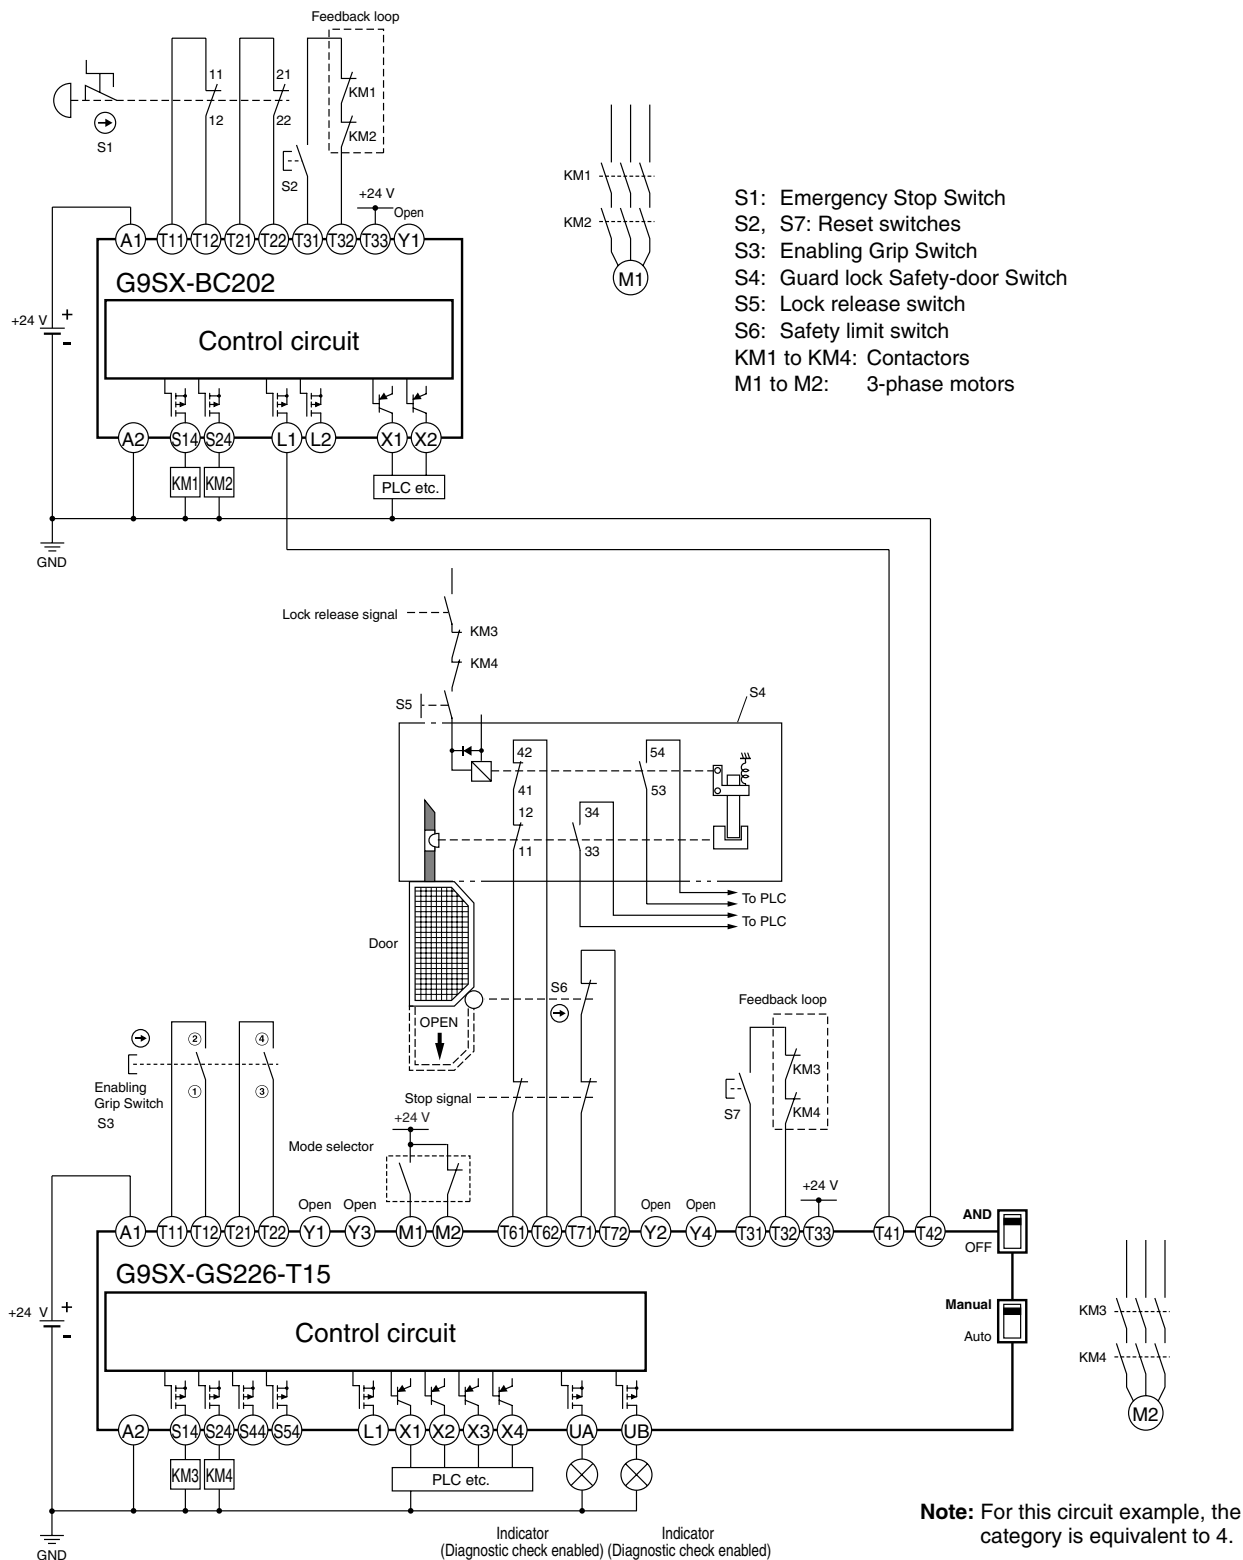 Feedback loop
11
21
KM1
12
22
KM2
S1
S2
+24 V
Open
A1
T11
T12
T21
T22
T31
T32
T33
Y1
G9SX-BC202
+24 V
+
-
Control circuit
A2
S14
S24
L1
L2
X1
X2
KM1
KM2
PLC etc.
GND
KM1
KM2
M1
S1: Emergency Stop Switch
S2, S7: Reset switches
S3: Enabling Grip Switch
S4: Guard lock Safety-door Switch
S5: Lock release switch
S6: Safety limit switch
KM1 to KM4: Contactors
M1 to M2: 3-phase motors
Lock release signal
KM3
KM4
S5
S4
42
54
41
53
12
34
11
33
To PLC
To PLC
Door
S6
OPEN
Feedback loop
KM3
KM4
S7
②
④
①
③
Enabling
Grip Switch
S3
Stop signal
+24 V
Mode selector
+24 V
Open
Open
Open
Open
A1
T11
T12
T21
T22
Y1
Y3
M1
M2
T61
T62
T71
T72
Y2
Y4
T31
T32
T33
T41
T42
AND
OFF
G9SX-GS226-T15
Manual
Auto
+24 V
+
-
Control circuit
A2
S14
S24
S44
S54
L1
X1
X2
X3
X4
UA
UB
KM3
KM4
PLC etc.
GND
Indicator
(Diagnostic check enabled)
Indicator
(Diagnostic check enabled)
KM3
KM4
M2
Note: For this circuit example, the
category is equivalent to 4.